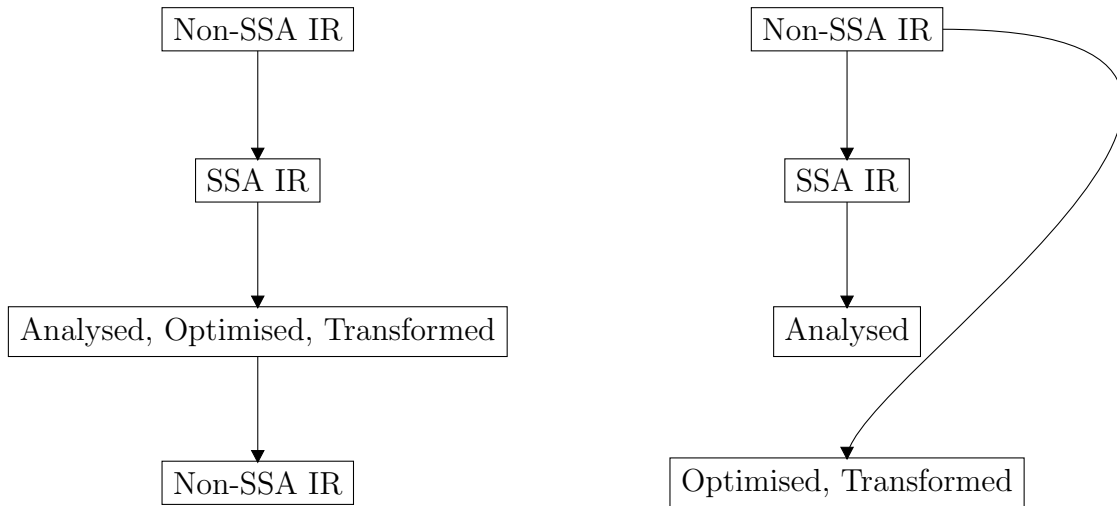 Non-SSA IR
SSA IR
Analysed, Optimised, Transformed
Non-SSA IR
Non-SSA IR
SSA IR
Analysed
Optimised, Transformed